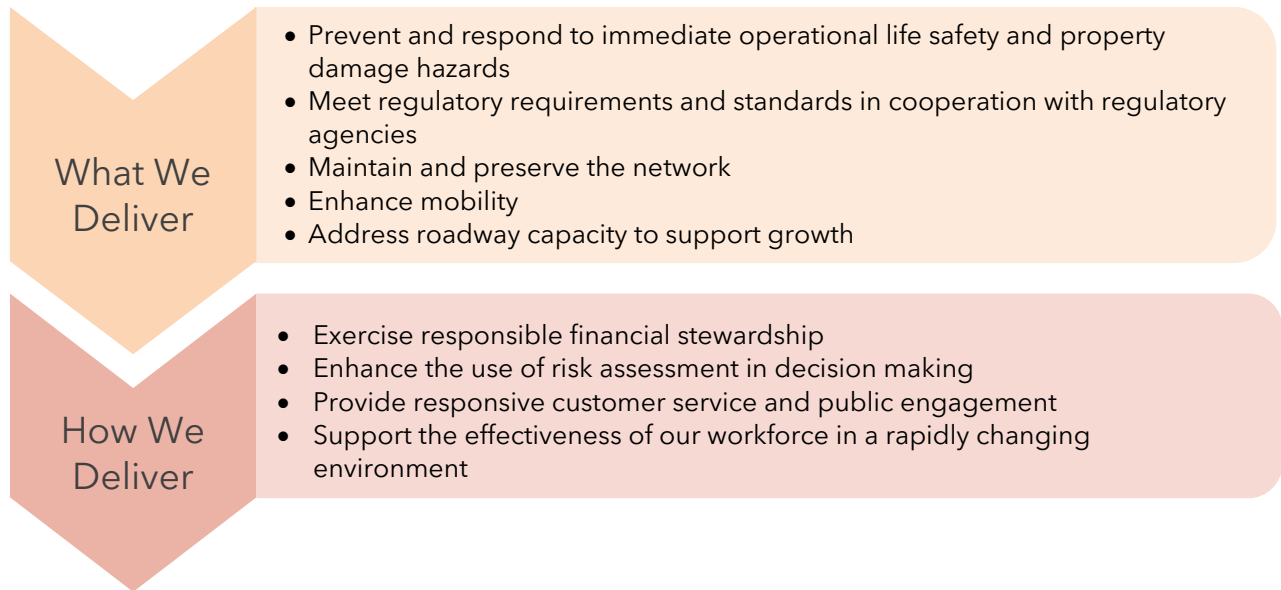 What We
Deliver
• Prevent and respond to immediate operational life safety and property
damage hazards
• Meet regulatory requirements and standards in cooperation with regulatory
agencies
• Maintain and preserve the network
• Enhance mobility
• Address roadway capacity to support growth
How We
Deliver
• Exercise responsible financial stewardship
• Enhance the use of risk assessment in decision making
• Provide responsive customer service and public engagement
• Support the effectiveness of our workforce in a rapidly changing
environment